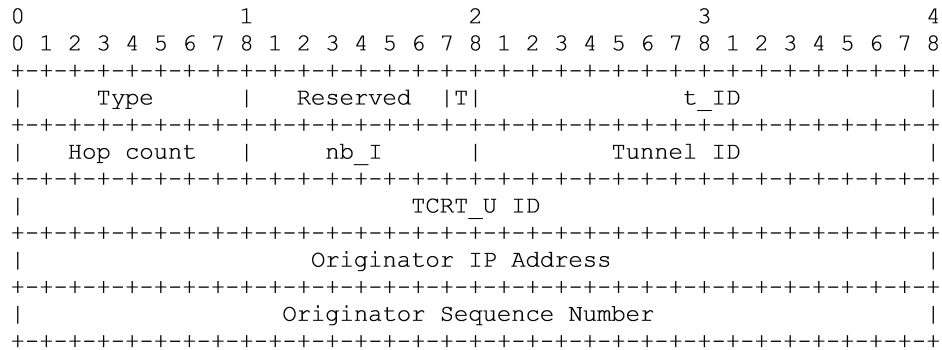 0 1 2 3 4
0 1 2 3 4 5 6 7 8 1 2 3 4 5 6 7 8 1 2 3 4 5 6 7 8 1 2 3 4 5 6 7 8
+-+-+-+-+-+-+-+-+-+-+-+-+-+-+-+-+-+-+-+-+-+-+-+-+-+-+-+-+-+-+-+-+
| Type | Reserved |T| t_ID |
+-+-+-+-+-+-+-+-+-+-+-+-+-+-+-+-+-+-+-+-+-+-+-+-+-+-+-+-+-+-+-+-+
| Hop count | nb_I | Tunnel ID |
+-+-+-+-+-+-+-+-+-+-+-+-+-+-+-+-+-+-+-+-+-+-+-+-+-+-+-+-+-+-+-+-+
| TCRT_U ID |
+-+-+-+-+-+-+-+-+-+-+-+-+-+-+-+-+-+-+-+-+-+-+-+-+-+-+-+-+-+-+-+-+
| Originator IP Address |
+-+-+-+-+-+-+-+-+-+-+-+-+-+-+-+-+-+-+-+-+-+-+-+-+-+-+-+-+-+-+-+-+
| Originator Sequence Number |
+-+-+-+-+-+-+-+-+-+-+-+-+-+-+-+-+-+-+-+-+-+-+-+-+-+-+-+-+-+-+-+-+